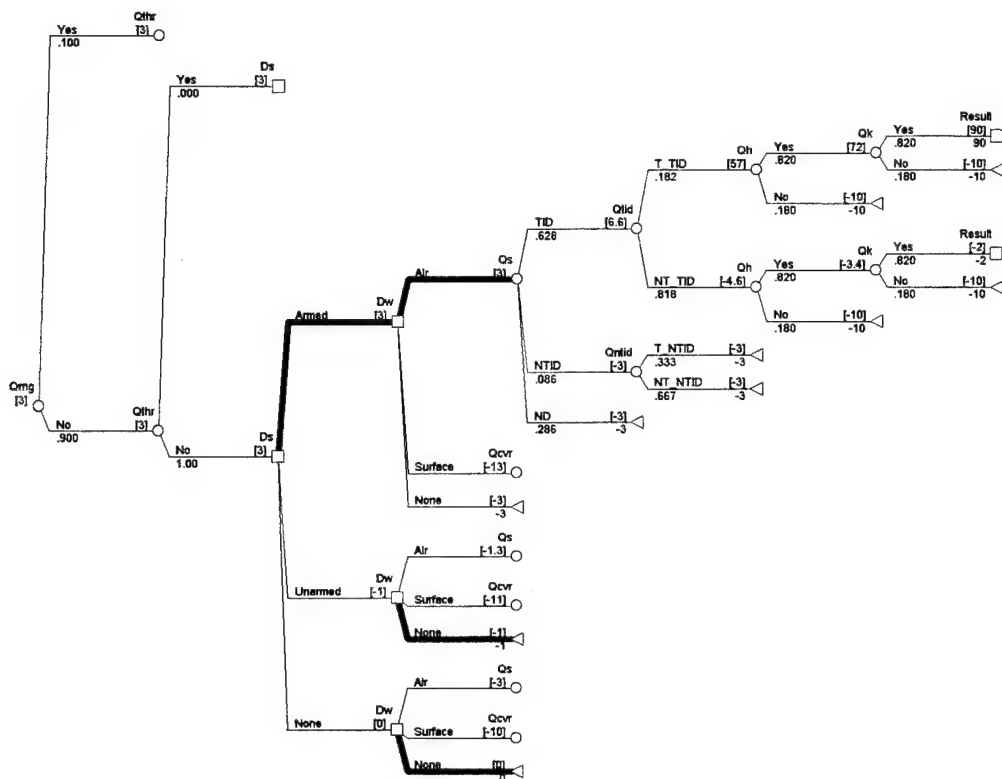 Qthr
Yes [3]
.100
Ds
Yes [3]
.000
Result
Qk Yes [90]
Qh Yes [72] .820 90
T_TID [57] .820 No [-10]
.182 .180 -10
Qtid No [-10]
TID [6.6] .180 -10
.628 Result
Qk Yes [-2]
Qs Qh Yes [-3.4] .820 -2
Air [3] NT_TID [-4.6] .820 No [-10]
.818 .180 -10
Dw No [-10]
Armed [3] .180 -10
Qntid T_NTID [-3]
NTID [-3] .333 -3
.086 NT_NTID [-3]
.667 -3
Qrng
[3] Qthr
No [3] Ds ND [-3]
.900 No [3] .286 -3
1.00
Qcvr
Surface [-13]
None [-3]
-3
Qs
Air [-1.3]
Dw Qcvr
Unarmed [-1] Surface [-11]
None [-1]
-1
Qs
Air [-3]
Dw Qcvr
None [0] Surface [-10]
None [0]
0